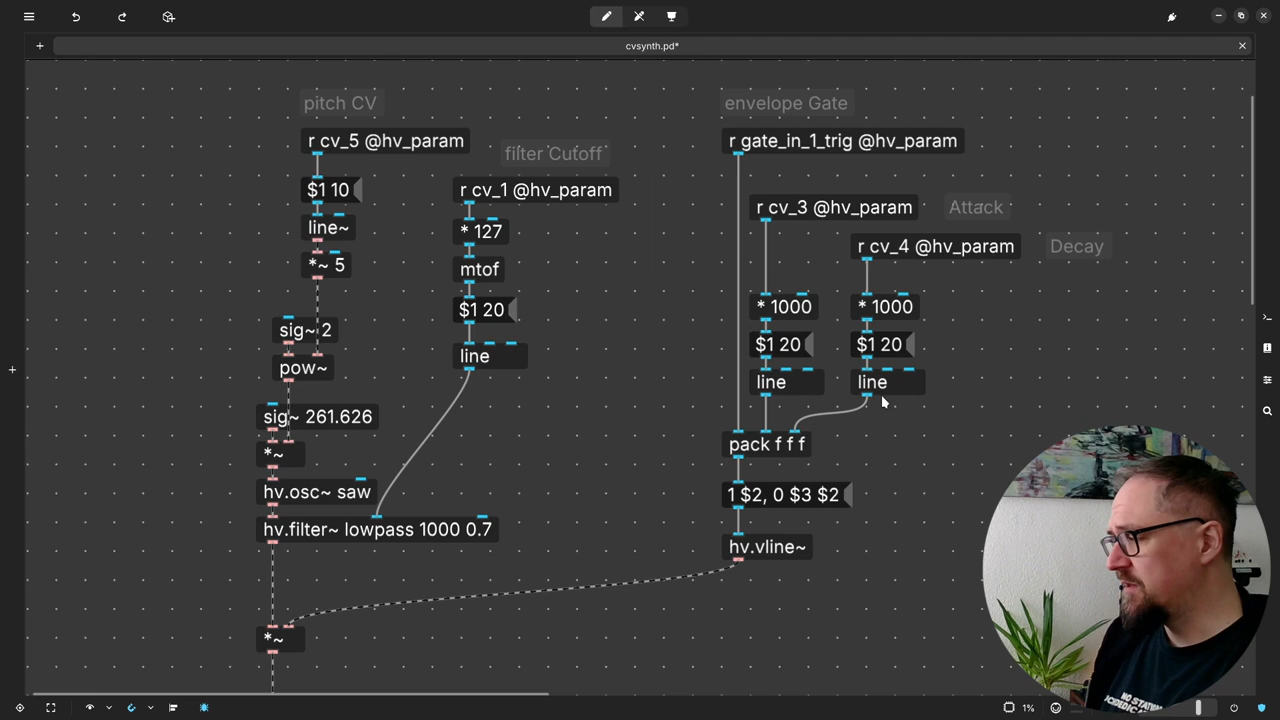 cvsynth.pd*
pitch CV
r cv_5 @hv_param
$1 10
line~
*~ 5
sig~ 2
pow~
sig~ 261.626
*~
hv.osc~ saw
hv.filter~ lowpass 1000 0.7
*~
filter Cutoff
r cv_1 @hv_param
* 127
mtof
$1 20
line
envelope Gate
r gate_in_1_trig @hv_param
r cv_3 @hv_param
Attack
r cv_4 @hv_param
Decay
* 1000
* 1000
$1 20
$1 20
line
line
pack f f f
1 $2, 0 $3 $2
hv.vline~
1%